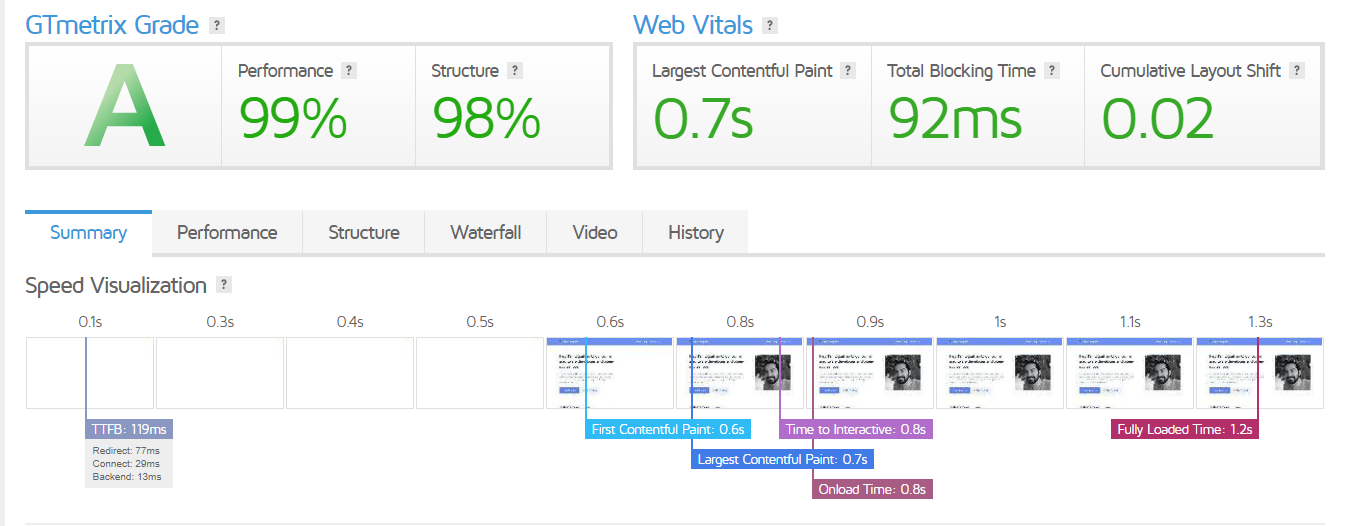 GTmetrix Grade ?
Web Vitals ?
A
Performance ?
99%
Structure ?
98%
Largest Contentful Paint ?
0.7s
Total Blocking Time ?
92ms
Cumulative Layout Shift ?
0.02
Summary Performance Structure Waterfall Video History
Speed Visualization ?
0.1s 0.3s 0.4s 0.5s 0.6s 0.8s 0.9s 1s 1.1s 1.3s
TTFB: 119ms
Redirect: 77ms
Connect: 29ms
Backend: 13ms
First Contentful Paint: 0.6s
Time to Interactive: 0.8s
Fully Loaded Time: 1.2s
Largest Contentful Paint: 0.7s
Onload Time: 0.8s